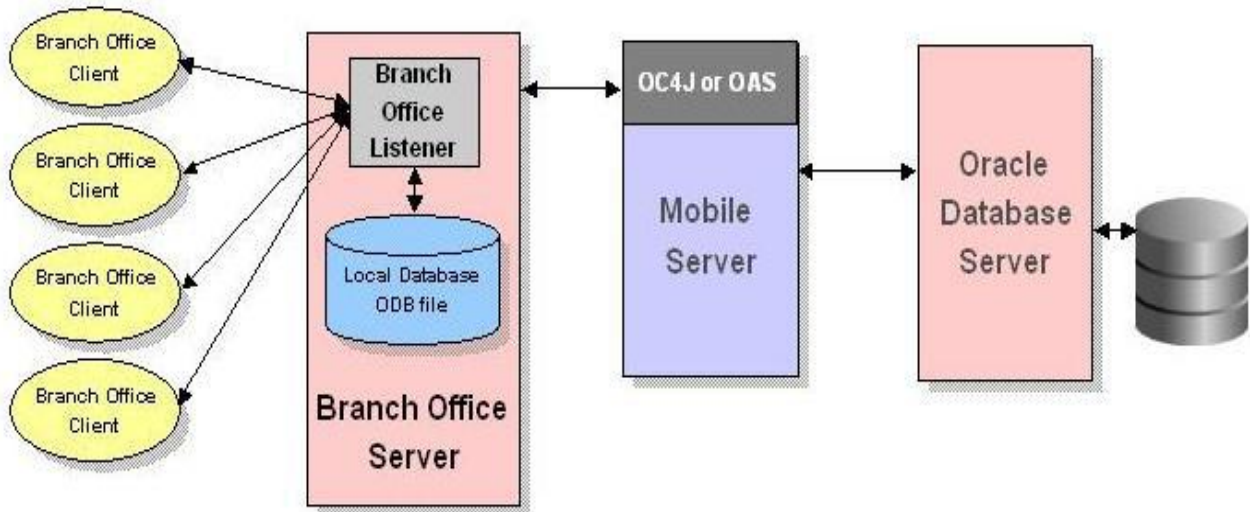 Branch Office
Client
Branch Office
Client
Branch Office
Client
Branch Office
Client
Branch
Office
Listener
Local Database
ODB file
Branch Office
Server
OC4J or OAS
Mobile
Server
Oracle
Database
Server